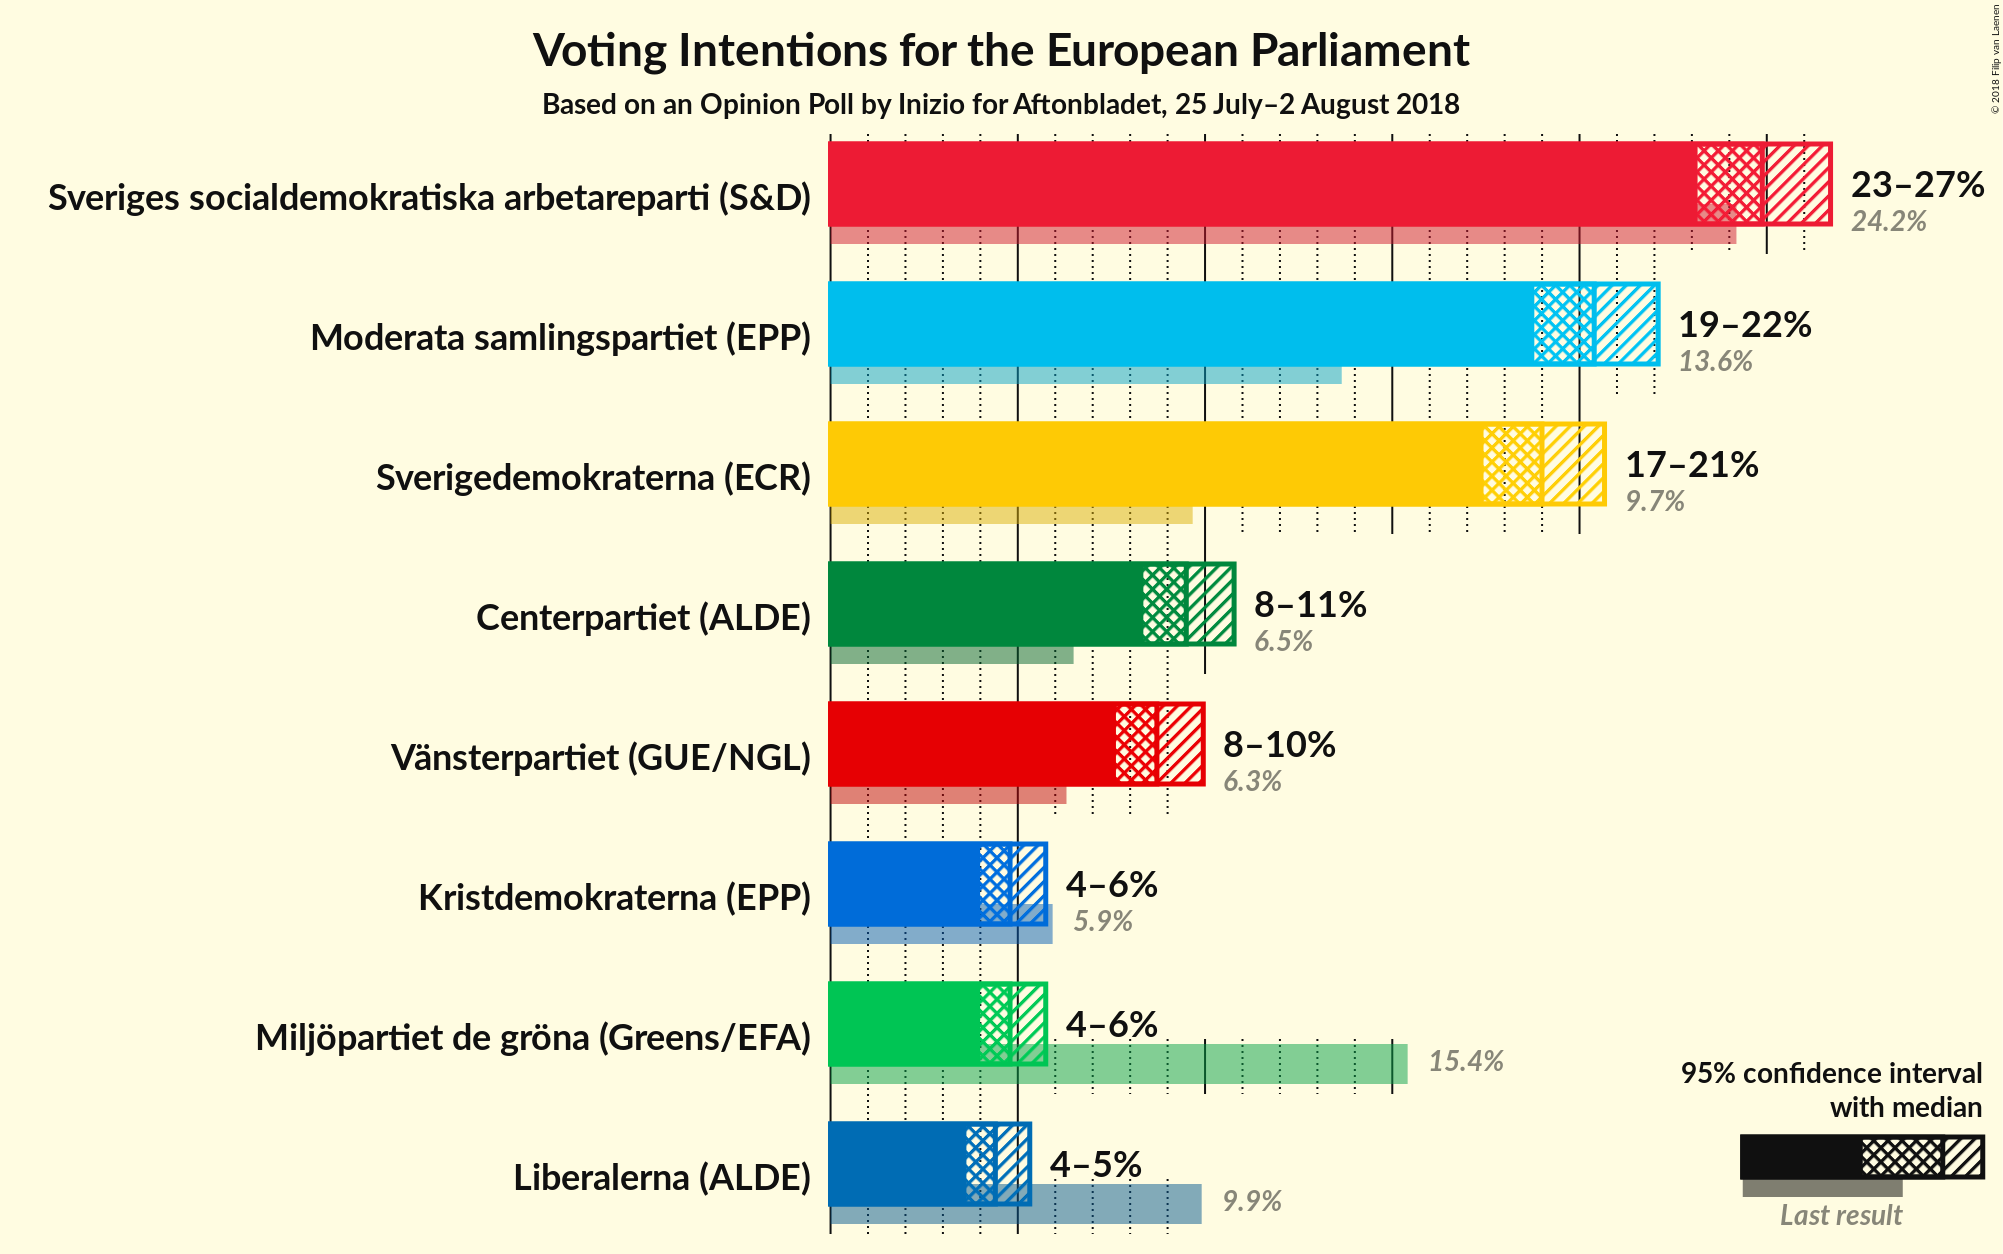 Voting Intentions for the European Parliament
Based on an Opinion Poll by Inizio for Aftonbladet, 25 July–2 August 2018
© 2018 Filip van Laenen
Sveriges socialdemokratiska arbetareparti (S&D)
23–27%
24.2%
Moderata samlingspartiet (EPP)
19–22%
13.6%
Sverigedemokraterna (ECR)
17–21%
9.7%
Centerpartiet (ALDE)
8–11%
6.5%
Vänsterpartiet (GUE/NGL)
8–10%
6.3%
Kristdemokraterna (EPP)
4–6%
5.9%
Miljöpartiet de gröna (Greens/EFA)
4–6%
15.4%
Liberalerna (ALDE)
4–5%
9.9%
95% confidence interval
with median
Last result